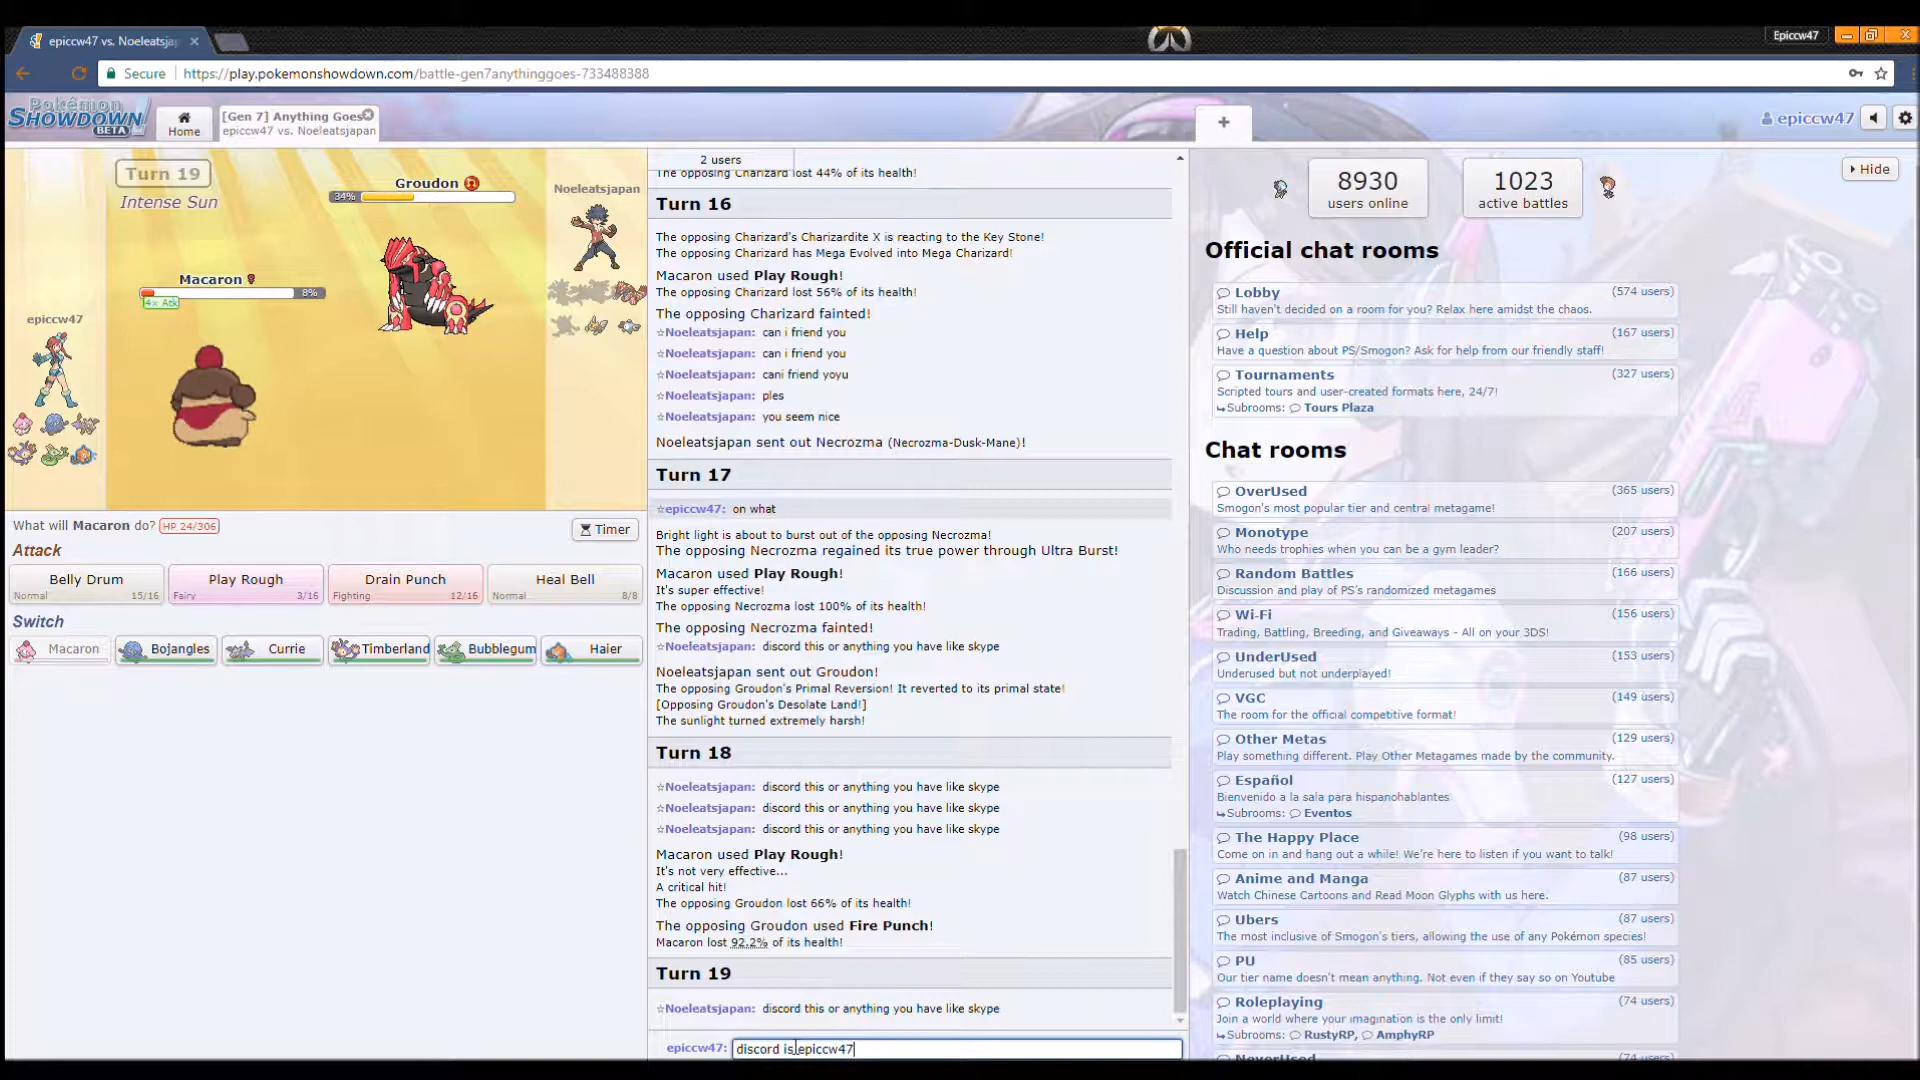 epiccw47 vs. Noeleatsja
Epiccw47
Secure
https://play.pokemonshowdown.com/battle-gen7anythinggoes-733488388
Pokémon
SHOWDOWN
BETA
Home
[Gen 7] Anything Goes
epiccw47 vs. Noeleatsjapan
+
epiccw47
Turn 19
Intense Sun
Groudon
34%
Macaron
8%
4× Atk
epiccw47
Noeleatsjapan
What will Macaron do? HP 24/306
Timer
Attack
Belly Drum
Normal 15/16
Play Rough
Fairy 3/16
Drain Punch
Fighting 12/16
Heal Bell
Normal 8/8
Switch
Macaron
Bojangles
Currie
Timberland
Bubblegum
Haier
2 users
The opposing Charizard lost 44% of its health!
Turn 16
The opposing Charizard's Charizardite X is reacting to the Key Stone!
The opposing Charizard has Mega Evolved into Mega Charizard!
Macaron used Play Rough!
The opposing Charizard lost 56% of its health!
The opposing Charizard fainted!
☆Noeleatsjapan: can i friend you
☆Noeleatsjapan: can i friend you
☆Noeleatsjapan: cani friend yoyu
☆Noeleatsjapan: ples
☆Noeleatsjapan: you seem nice
Noeleatsjapan sent out Necrozma (Necrozma-Dusk-Mane)!
Turn 17
☆epiccw47: on what
Bright light is about to burst out of the opposing Necrozma!
The opposing Necrozma regained its true power through Ultra Burst!
Macaron used Play Rough!
It's super effective!
The opposing Necrozma lost 100% of its health!
The opposing Necrozma fainted!
☆Noeleatsjapan: discord this or anything you have like skype
Noeleatsjapan sent out Groudon!
The opposing Groudon's Primal Reversion! It reverted to its primal state!
[Opposing Groudon's Desolate Land!]
The sunlight turned extremely harsh!
Turn 18
☆Noeleatsjapan: discord this or anything you have like skype
☆Noeleatsjapan: discord this or anything you have like skype
☆Noeleatsjapan: discord this or anything you have like skype
Macaron used Play Rough!
It's not very effective...
A critical hit!
The opposing Groudon lost 66% of its health!
The opposing Groudon used Fire Punch!
Macaron lost 92.2% of its health!
Turn 19
☆Noeleatsjapan: discord this or anything you have like skype
epiccw47: discord is epiccw47
Hide
8930
users online
1023
active battles
Official chat rooms
Lobby (574 users)
Still haven't decided on a room for you? Relax here amidst the chaos.
Help (167 users)
Have a question about PS/Smogon? Ask for help from our friendly staff!
Tournaments (327 users)
Scripted tours and user-created formats here, 24/7!
Subrooms: Tours Plaza
Chat rooms
OverUsed (365 users)
Smogon's most popular tier and central metagame!
Monotype (207 users)
Who needs trophies when you can be a gym leader?
Random Battles (166 users)
Discussion and play of PS's randomized metagames
Wi-Fi (156 users)
Trading, Battling, Breeding, and Giveaways - All on your 3DS!
UnderUsed (153 users)
Underused but not underplayed!
VGC (149 users)
The room for the official competitive format!
Other Metas (129 users)
Play something different. Play Other Metagames made by the community.
Español (127 users)
Bienvenido a la sala para hispanohablantes
Subrooms: Eventos
The Happy Place (98 users)
Come on in and hang out a while! We're here to listen if you want to talk!
Anime and Manga (87 users)
Watch Chinese Cartoons and Read Moon Glyphs with us here.
Ubers (87 users)
The most inclusive of Smogon's tiers, allowing the use of any Pokémon species!
PU (85 users)
Our tier name doesn't mean anything. Not even if they say so on Youtube
Roleplaying (74 users)
Join a world where your imagination is the only limit!
Subrooms: RustyRP, AmphyRP
NeverUsed (74 users)